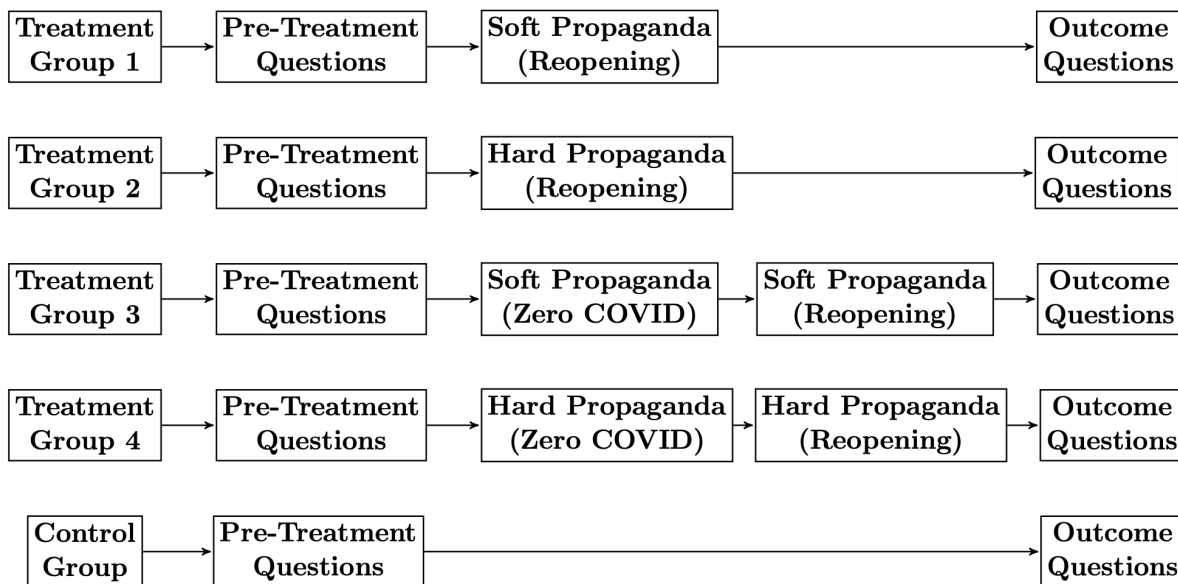 Treatment
Group 1
Pre-Treatment
Questions
Soft Propaganda
(Reopening)
Outcome
Questions
Treatment
Group 2
Pre-Treatment
Questions
Hard Propaganda
(Reopening)
Outcome
Questions
Treatment
Group 3
Pre-Treatment
Questions
Soft Propaganda
(Zero COVID)
Soft Propaganda
(Reopening)
Outcome
Questions
Treatment
Group 4
Pre-Treatment
Questions
Hard Propaganda
(Zero COVID)
Hard Propaganda
(Reopening)
Outcome
Questions
Control
Group
Pre-Treatment
Questions
Outcome
Questions